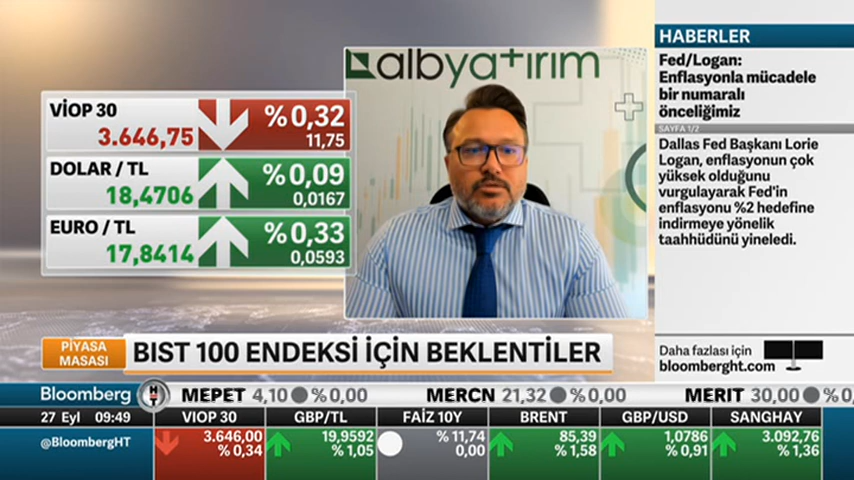 albyatırım
VİOP 30
3.646,75
%0,32
11,75
DOLAR / TL
18,4706
%0,09
0,0167
EURO / TL
17,8414
%0,33
0,0593
PİYASA
MASASI
BIST 100 ENDEKSİ İÇİN BEKLENTİLER
HABERLER
Fed/Logan:
Enflasyonla mücadele
bir numaralı
önceliğimiz
SAYFA 1/2
Dallas Fed Başkanı Lorie
Logan, enflasyonun çok
yüksek olduğunu
vurgulayarak Fed'in
enflasyonu %2 hedefine
indirmeye yönelik
taahhüdünü yineledi.
Daha fazlası için
bloomberght.com
Bloomberg HT MEPET 4,10 %0,00 MERCN 21,32 %0,00 MERIT 30,00 %0,
27 Eyl 09:49
@BloombergHT
VIOP 30
3.646,00
% 0,34
GBP/TL
19,9592
% 1,05
FAİZ 10Y
% 11,74
0,00
BRENT
85,39
% 1,58
GBP/USD
1,0786
% 0,91
SANGHAY
3.092,76
% 1,36